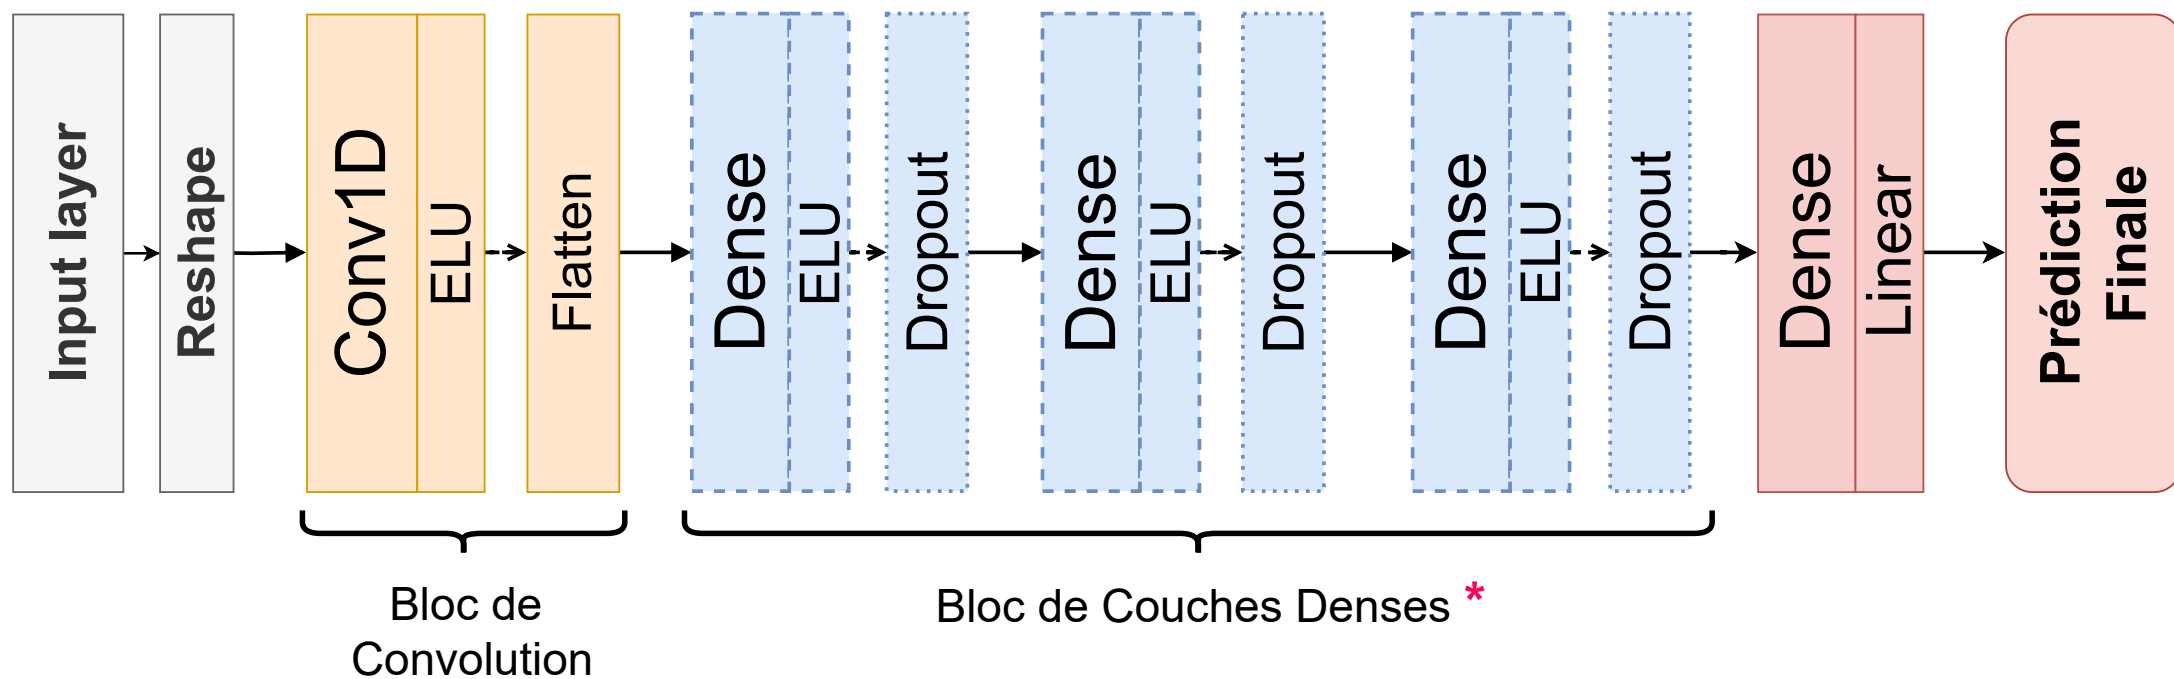 Input layer
Reshape
Conv1D
ELU
Flatten
Dense
ELU
Dropout
Dense
ELU
Dropout
Dense
ELU
Dropout
Dense
Linear
Prédiction
Finale
Bloc de
Convolution
Bloc de Couches Denses *